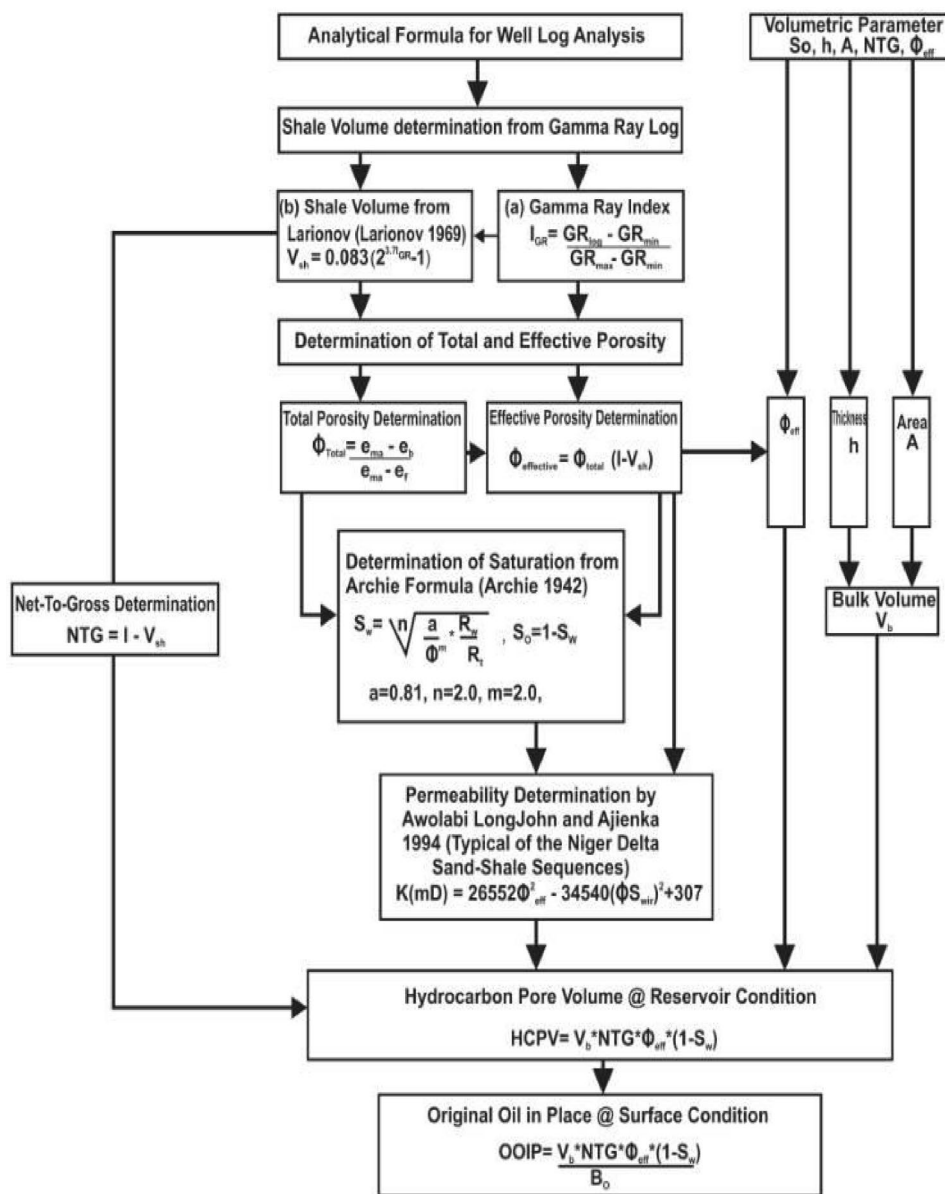 Analytical Formula for Well Log Analysis
Volumetric Parameter
So, h, A, NTG, Φeff
Shale Volume determination from Gamma Ray Log
(b) Shale Volume from
Larionov (Larionov 1969)
Vsh = 0.083(2^3.7IGR-1)
(a) Gamma Ray Index
IGR= GRlog - GRmin
GRmax- GRmin
Determination of Total and Effective Porosity
Total Porosity Determination
ΦTotal= ema - eb
ema - eF
Effective Porosity Determination
Φeffective= Φtotal (I-Vsh)
Φeff
Thickness
h
Area
A
Determination of Saturation from
Archie Formula (Archie 1942)
Sw= n√ a/Φ^m * Rw/Rt , SO=1-SW
a=0.81, n=2.0, m=2.0,
Net-To-Gross Determination
NTG = I - Vsh
Bulk Volume
Vb
Permeability Determination by
Awolabi LongJohn and Ajienka
1994 (Typical of the Niger Delta
Sand-Shale Sequences)
K(mD) = 26552Φ²eff - 34540(ΦSwir)²+307
Hydrocarbon Pore Volume @ Reservoir Condition
HCPV= Vb*NTG*Φeff*(1-Sw)
Original Oil in Place @ Surface Condition
OOIP= Vb*NTG*Φeff*(1-Sw)
BO